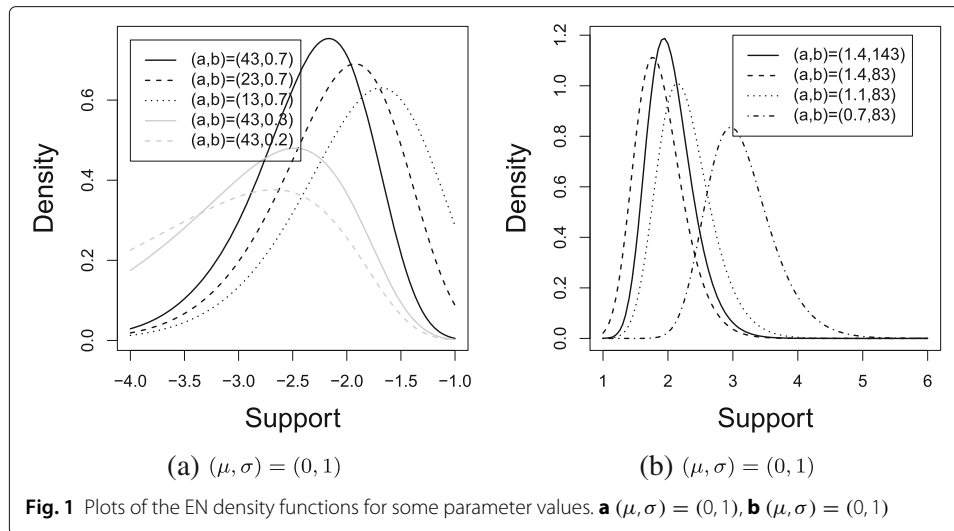 (a,b)=(43,0.7)
(a,b)=(23,0.7)
(a,b)=(13,0.7)
(a,b)=(43,0.3)
(a,b)=(43,0.2)
Density
0.6
0.4
0.2
0.0
−4.0 −3.5 −3.0 −2.5 −2.0 −1.5 −1.0
Support
(a) (μ, σ) = (0, 1)
(a,b)=(1.4,143)
(a,b)=(1.4,83)
(a,b)=(1.1,83)
(a,b)=(0.7,83)
Density
1.2
1.0
0.8
0.6
0.4
0.2
0.0
1 2 3 4 5 6
Support
(b) (μ, σ) = (0, 1)
Fig. 1 Plots of the EN density functions for some parameter values. a (μ, σ) = (0, 1), b (μ, σ) = (0, 1)